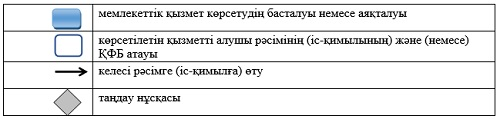 мемлекеттік қызмет көрсетудің басталуы немесе аяқталуы
көрсетілетін қызметті алушы рәсімінің (іс-қимылының) және (немесе)
ҚФБ атауы
келесі рәсімге (іс-қимылға) өту
таңдау нұсқасы